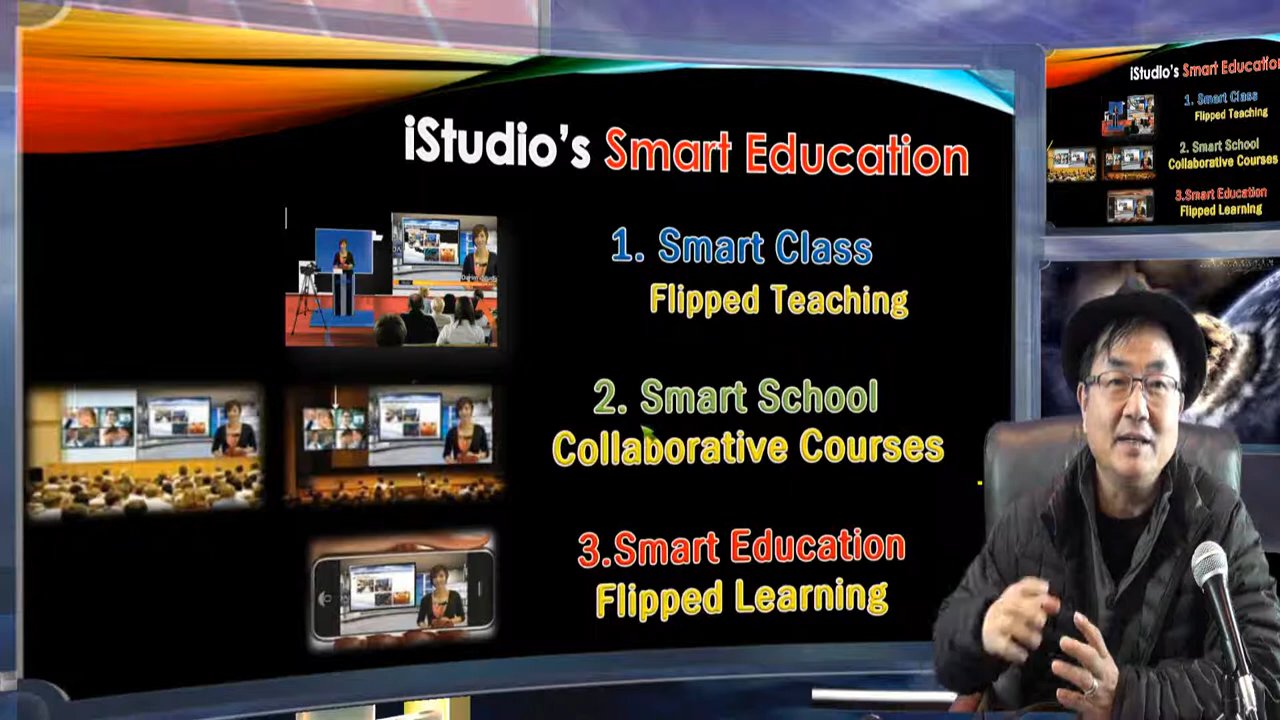 iStudio's Smart Education
1. Smart Class
Flipped Teaching
2. Smart School
Collaborative Courses
3.Smart Education
Flipped Learning
iStudio's Smart Educatio
1. Smart Class
Flipped Teaching
2. Smart School
Collaborative Courses
3.Smart Education
Flipped Learning